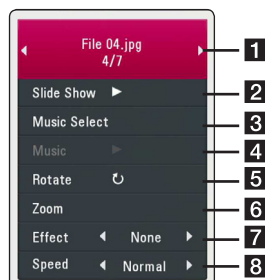 File 04.jpg
4/7
1
Slide Show
2
Music Select
3
Music
4
Rotate
5
Zoom
6
Effect None
7
Speed Normal
8